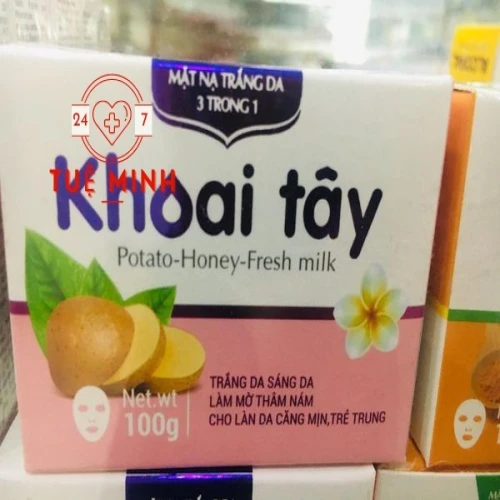 MẶT NẠ TRẮNG DA
3 TRONG 1
24 7
TUỆ MINH
Khoai tây
Potato-Honey-Fresh milk
Net.wt
100g
TRẮNG DA SÁNG DA
LÀM MỜ THÂM NÁM
CHO LÀN DA CĂNG MỊN,TRẺ TRUNG